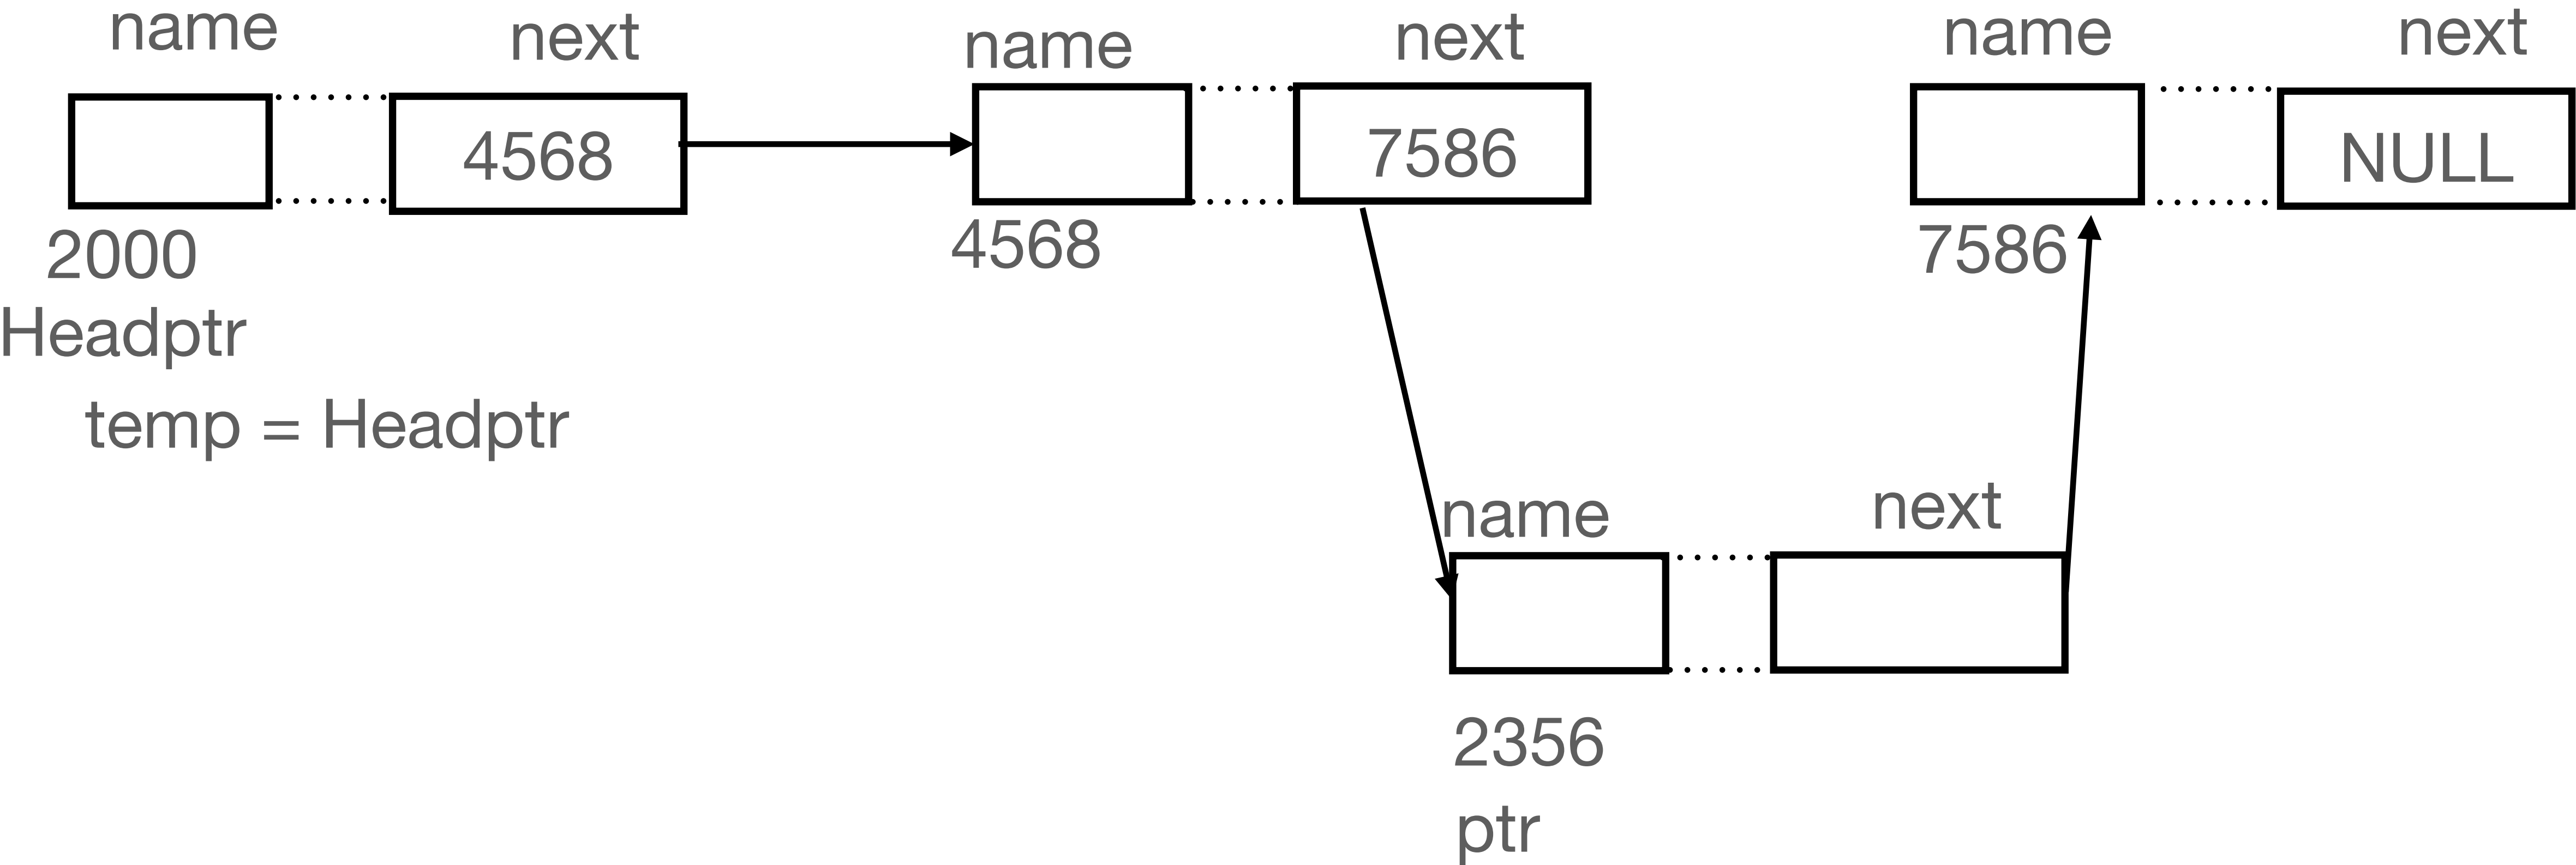 name next name next name next
4568 7586 NULL
2000 4568 7586
Headptr
temp = Headptr
name next
2356
ptr